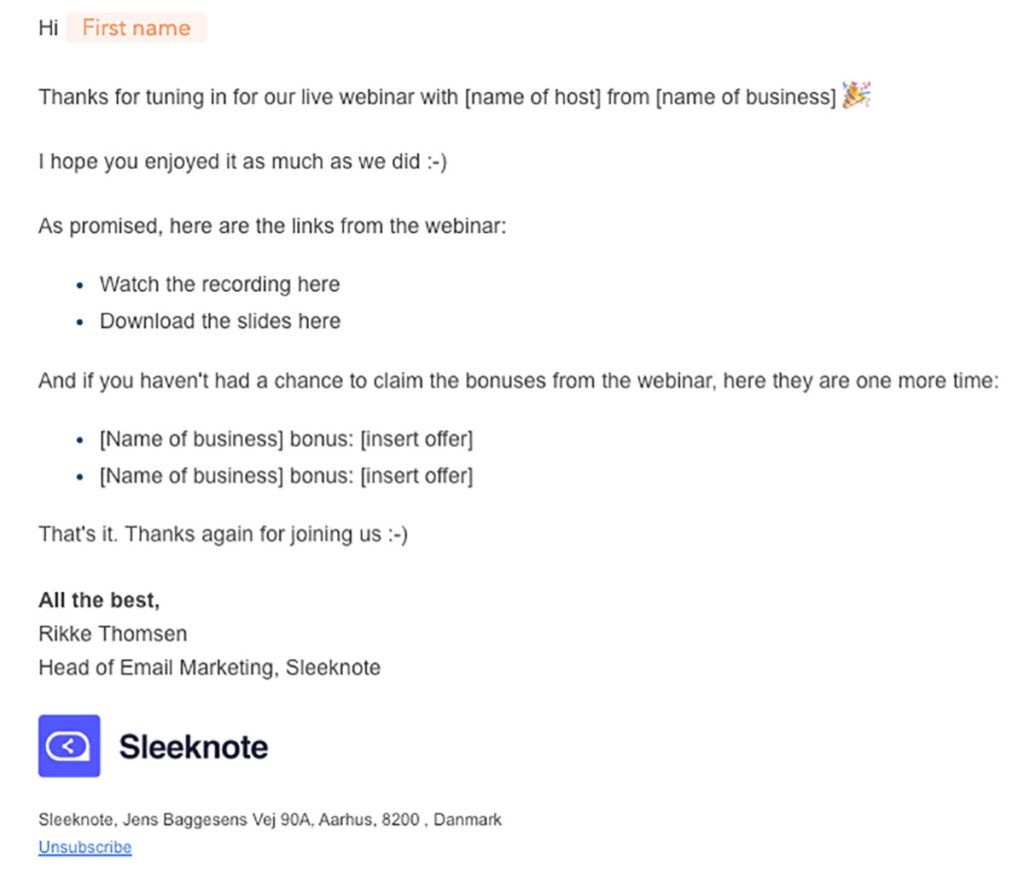 Hi First name
Thanks for tuning in for our live webinar with [name of host] from [name of business] 🎉
I hope you enjoyed it as much as we did :-)
As promised, here are the links from the webinar:
• Watch the recording here
• Download the slides here
And if you haven't had a chance to claim the bonuses from the webinar, here they are one more time:
• [Name of business] bonus: [insert offer]
• [Name of business] bonus: [insert offer]
That's it. Thanks again for joining us :-)
All the best,
Rikke Thomsen
Head of Email Marketing, Sleeknote
Sleeknote
Sleeknote, Jens Baggesens Vej 90A, Aarhus, 8200 , Danmark
Unsubscribe